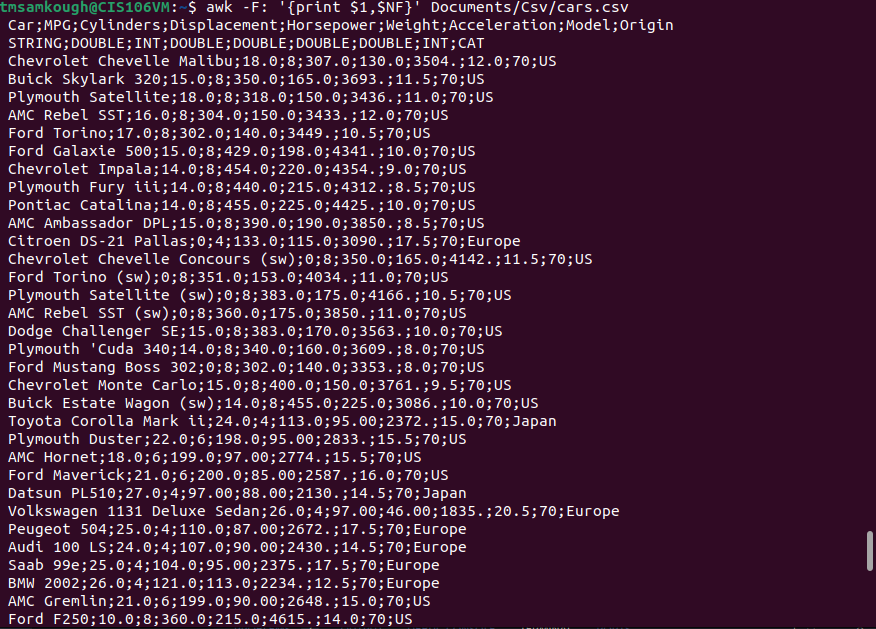 tmsamkough@CIS106VM:~$ awk -F: '{print $1,$NF}' Documents/Csv/cars.csv
Car;MPG;Cylinders;Displacement;Horsepower;Weight;Acceleration;Model;Origin
STRING;DOUBLE;INT;DOUBLE;DOUBLE;DOUBLE;DOUBLE;INT;CAT
Chevrolet Chevelle Malibu;18.0;8;307.0;130.0;3504.;12.0;70;US
Buick Skylark 320;15.0;8;350.0;165.0;3693.;11.5;70;US
Plymouth Satellite;18.0;8;318.0;150.0;3436.;11.0;70;US
AMC Rebel SST;16.0;8;304.0;150.0;3433.;12.0;70;US
Ford Torino;17.0;8;302.0;140.0;3449.;10.5;70;US
Ford Galaxie 500;15.0;8;429.0;198.0;4341.;10.0;70;US
Chevrolet Impala;14.0;8;454.0;220.0;4354.;9.0;70;US
Plymouth Fury iii;14.0;8;440.0;215.0;4312.;8.5;70;US
Pontiac Catalina;14.0;8;455.0;225.0;4425.;10.0;70;US
AMC Ambassador DPL;15.0;8;390.0;190.0;3850.;8.5;70;US
Citroen DS-21 Pallas;0;4;133.0;115.0;3090.;17.5;70;Europe
Chevrolet Chevelle Concours (sw);0;8;350.0;165.0;4142.;11.5;70;US
Ford Torino (sw);0;8;351.0;153.0;4034.;11.0;70;US
Plymouth Satellite (sw);0;8;383.0;175.0;4166.;10.5;70;US
AMC Rebel SST (sw);0;8;360.0;175.0;3850.;11.0;70;US
Dodge Challenger SE;15.0;8;383.0;170.0;3563.;10.0;70;US
Plymouth 'Cuda 340;14.0;8;340.0;160.0;3609.;8.0;70;US
Ford Mustang Boss 302;0;8;302.0;140.0;3353.;8.0;70;US
Chevrolet Monte Carlo;15.0;8;400.0;150.0;3761.;9.5;70;US
Buick Estate Wagon (sw);14.0;8;455.0;225.0;3086.;10.0;70;US
Toyota Corolla Mark ii;24.0;4;113.0;95.00;2372.;15.0;70;Japan
Plymouth Duster;22.0;6;198.0;95.00;2833.;15.5;70;US
AMC Hornet;18.0;6;199.0;97.00;2774.;15.5;70;US
Ford Maverick;21.0;6;200.0;85.00;2587.;16.0;70;US
Datsun PL510;27.0;4;97.00;88.00;2130.;14.5;70;Japan
Volkswagen 1131 Deluxe Sedan;26.0;4;97.00;46.00;1835.;20.5;70;Europe
Peugeot 504;25.0;4;110.0;87.00;2672.;17.5;70;Europe
Audi 100 LS;24.0;4;107.0;90.00;2430.;14.5;70;Europe
Saab 99e;25.0;4;104.0;95.00;2375.;17.5;70;Europe
BMW 2002;26.0;4;121.0;113.0;2234.;12.5;70;Europe
AMC Gremlin;21.0;6;199.0;90.00;2648.;15.0;70;US
Ford F250;10.0;8;360.0;215.0;4615.;14.0;70;US